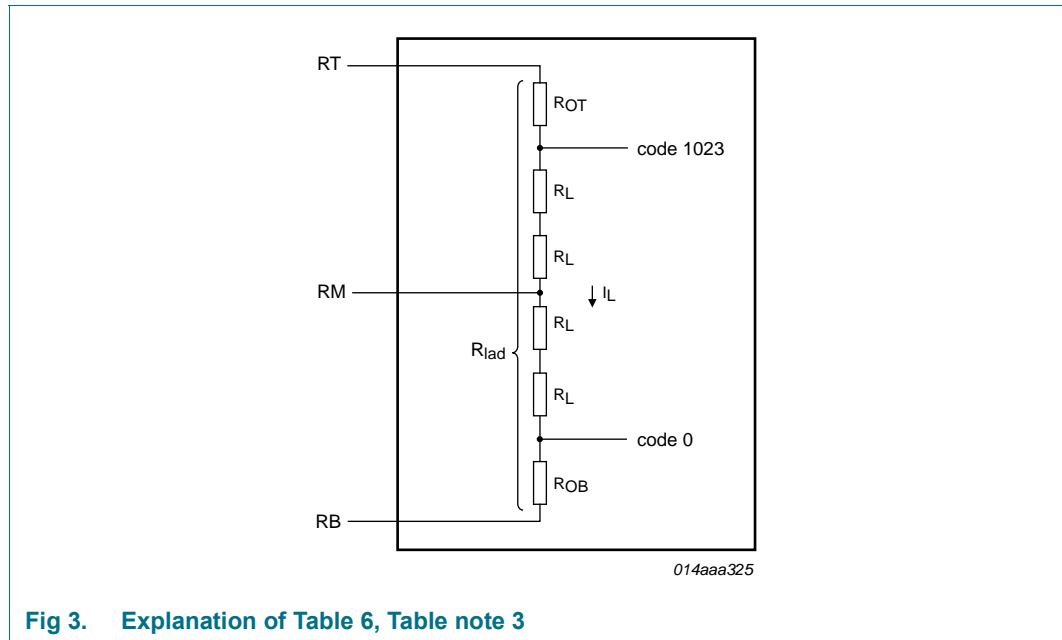 RT
ROT
code 1023
RL
RL
RM
IL
RL
Rlad
RL
code 0
ROB
RB
014aaa325
Fig 3. Explanation of Table 6, Table note 3